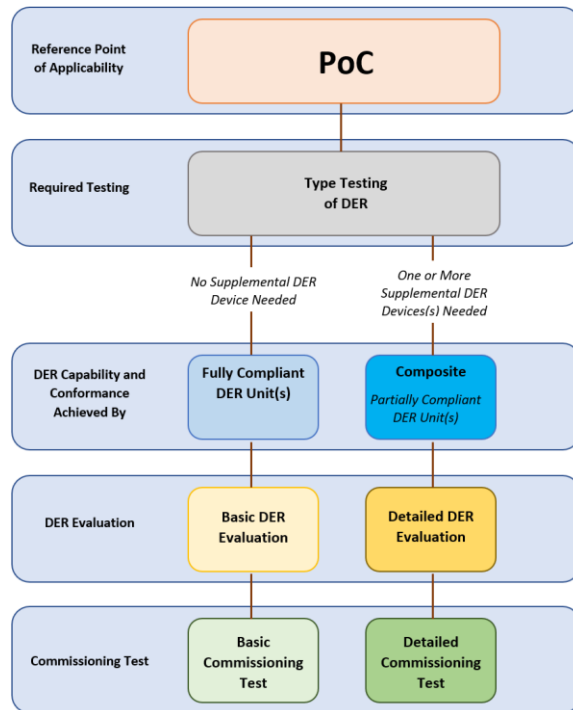 Reference Point
of Applicability
PoC
Required Testing
Type Testing
of DER
No Supplemental DER
Device Needed
One or More
Supplemental DER
Devices(s) Needed
DER Capability and
Conformance
Achieved By
Fully Compliant
DER Unit(s)
Composite
Partially Compliant
DER Unit(s)
DER Evaluation
Basic DER
Evaluation
Detailed DER
Evaluation
Commissioning Test
Basic
Commissioning
Test
Detailed
Commissioning
Test